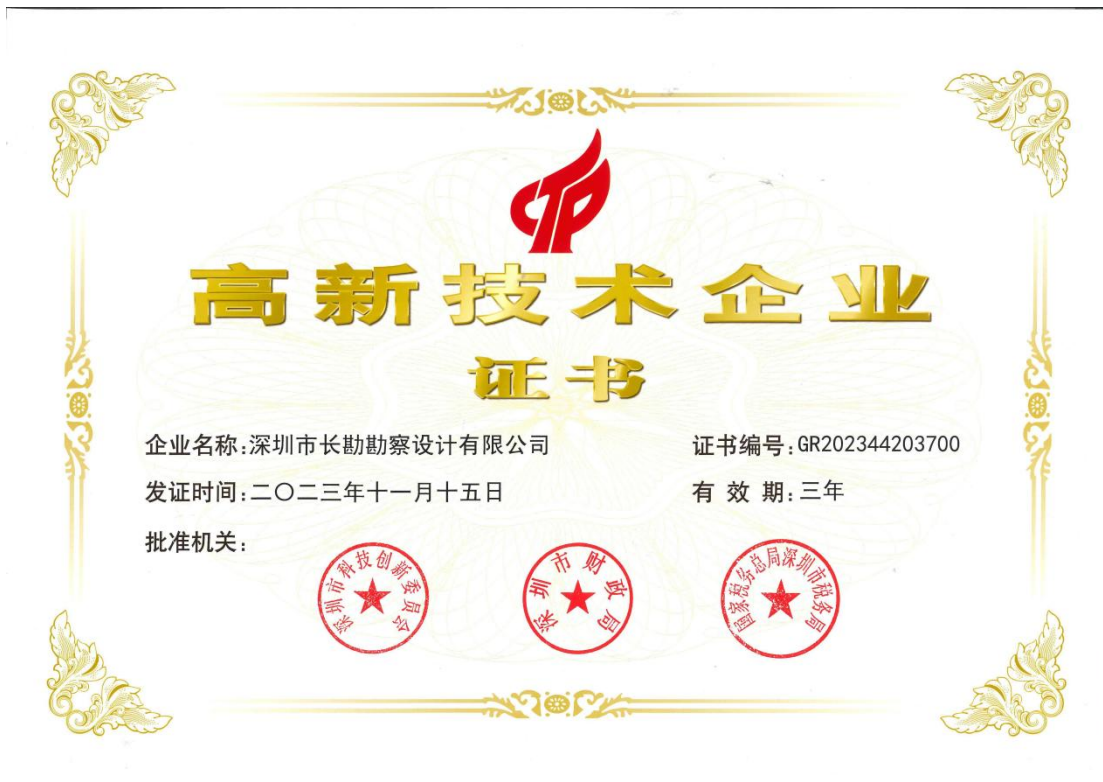 高新技术企业
证书
企业名称:深圳市长勘勘察设计有限公司
证书编号:GR202344203700
发证时间:二〇二三年十一月十五日
有效期:三年
批准机关:
深圳市科技创新委员会
深圳市财政局
国家税务总局深圳市税务局